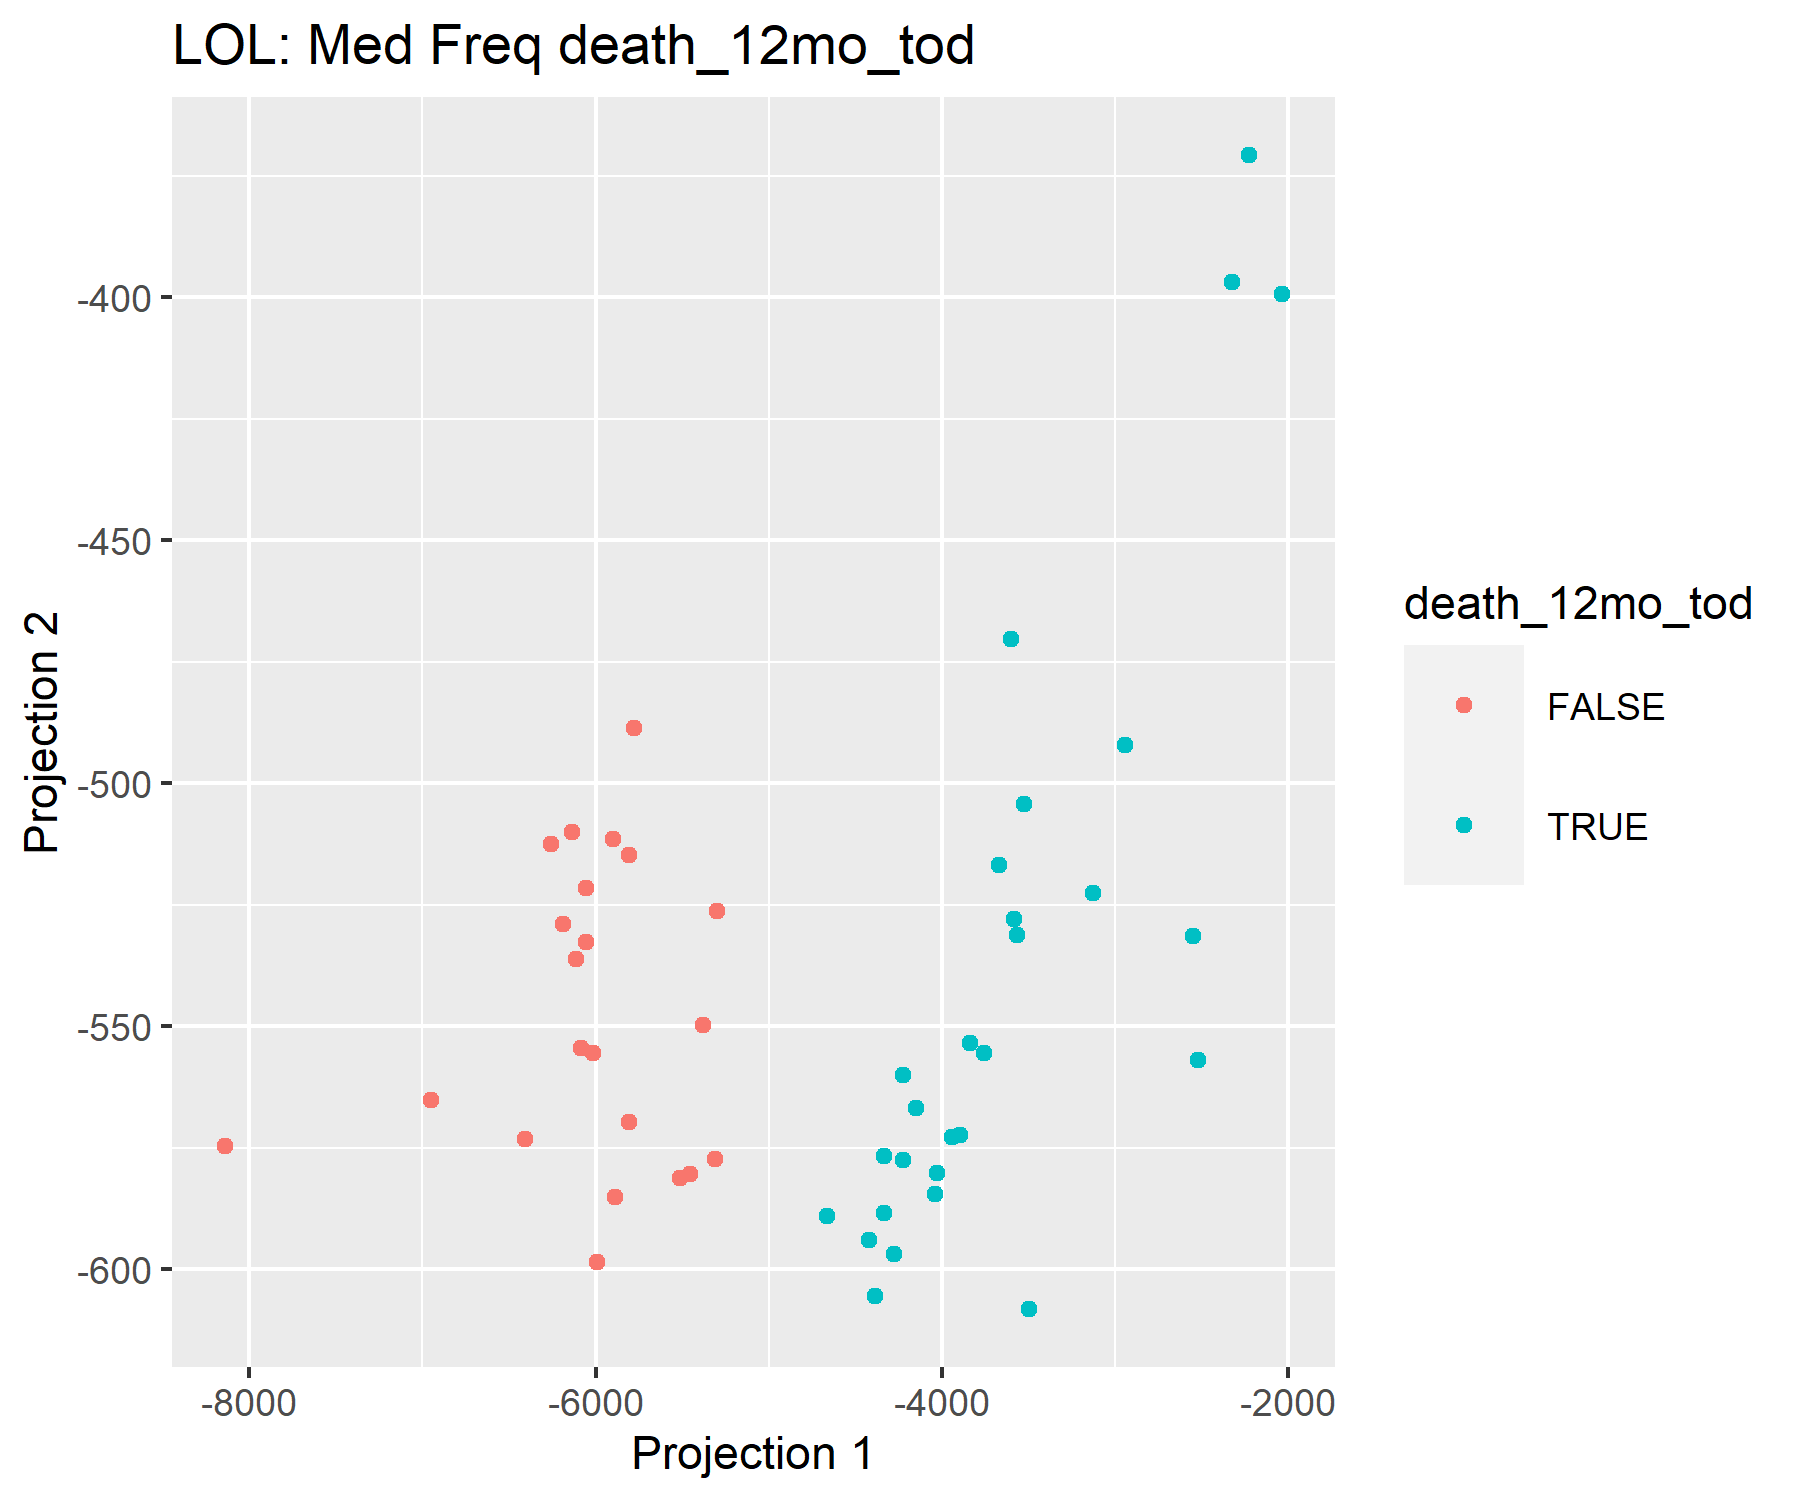 LOL: Med Freq death_12mo_tod
-400
-450
-500
-550
-600
Projection 2
-8000 -6000 -4000 -2000
Projection 1
death_12mo_tod
FALSE
TRUE